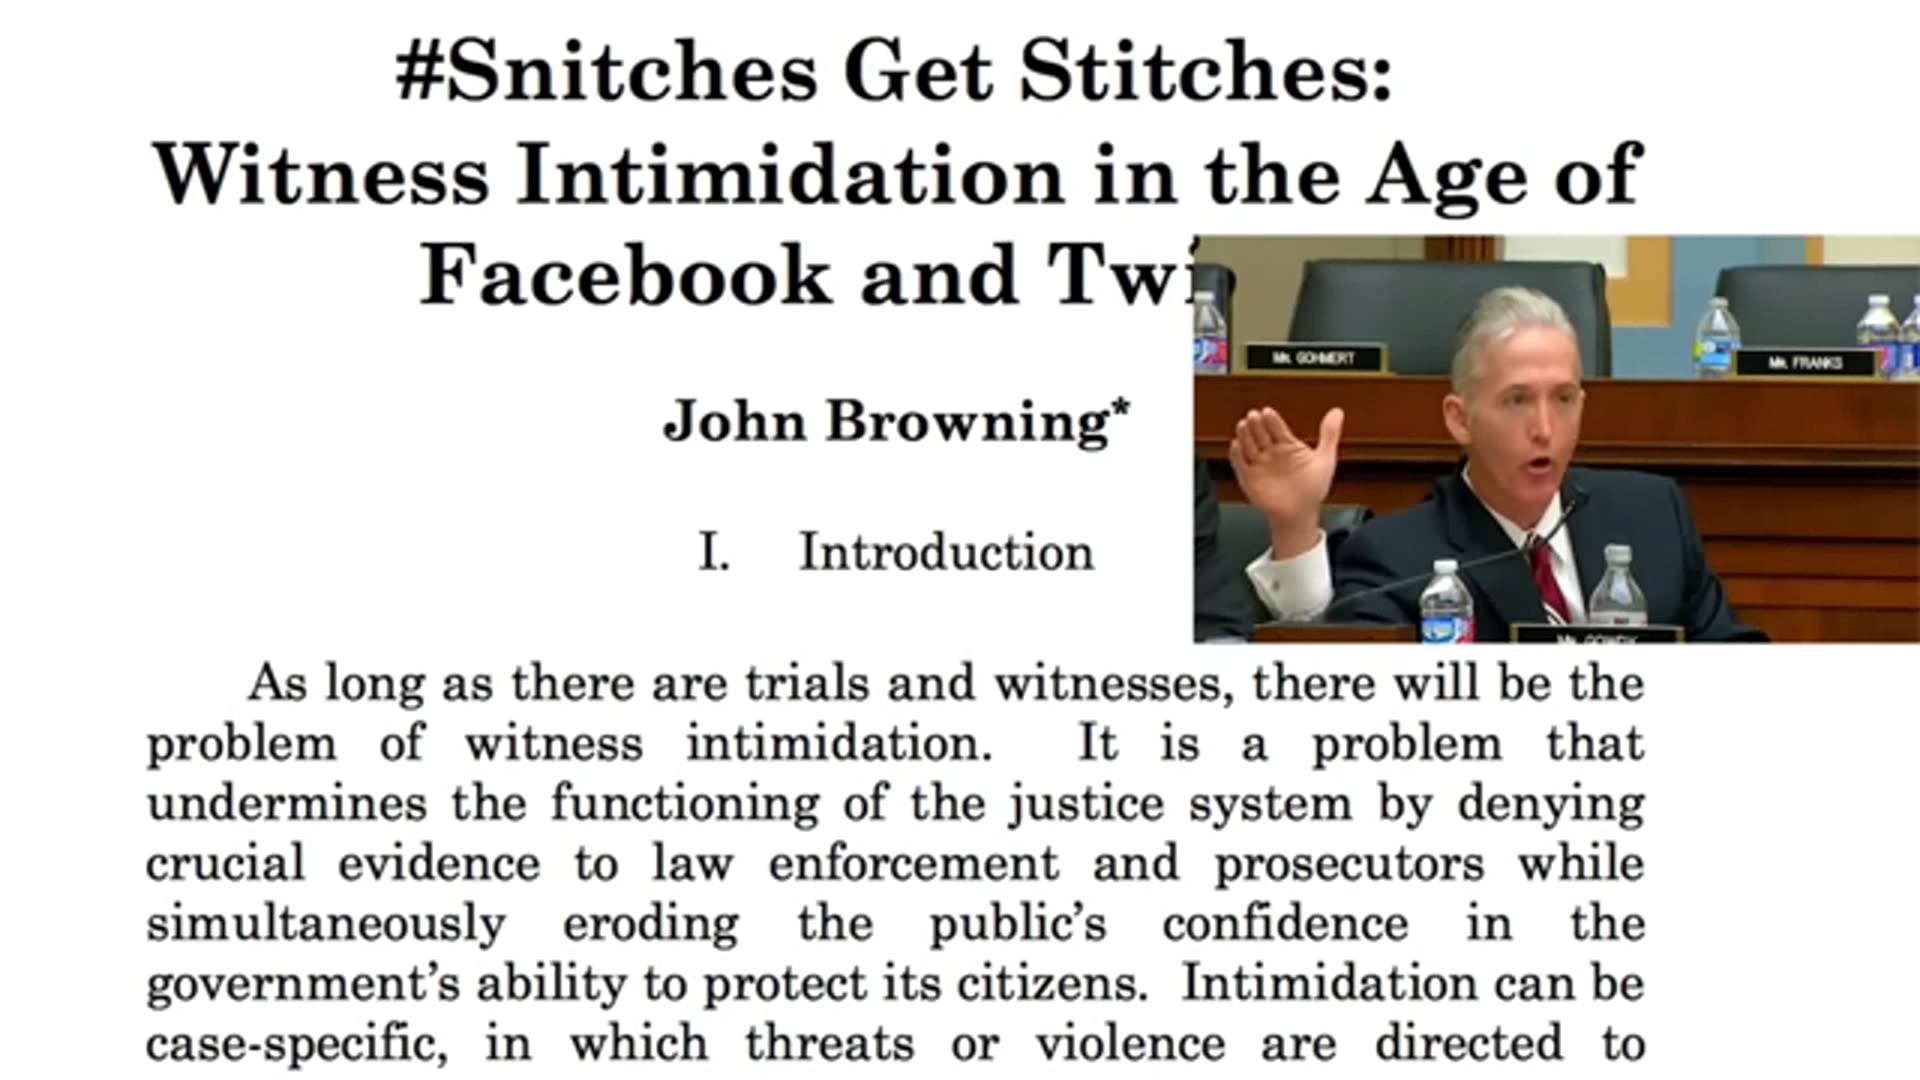 #Snitches Get Stitches:
Witness Intimidation in the Age of
Facebook and Twi
John Browning*
I. Introduction
MR. GOHMERT
MR. FRANKS
MR. GOWDY
As long as there are trials and witnesses, there will be the
problem of witness intimidation. It is a problem that
undermines the functioning of the justice system by denying
crucial evidence to law enforcement and prosecutors while
simultaneously eroding the public’s confidence in the
government’s ability to protect its citizens. Intimidation can be
case-specific, in which threats or violence are directed to